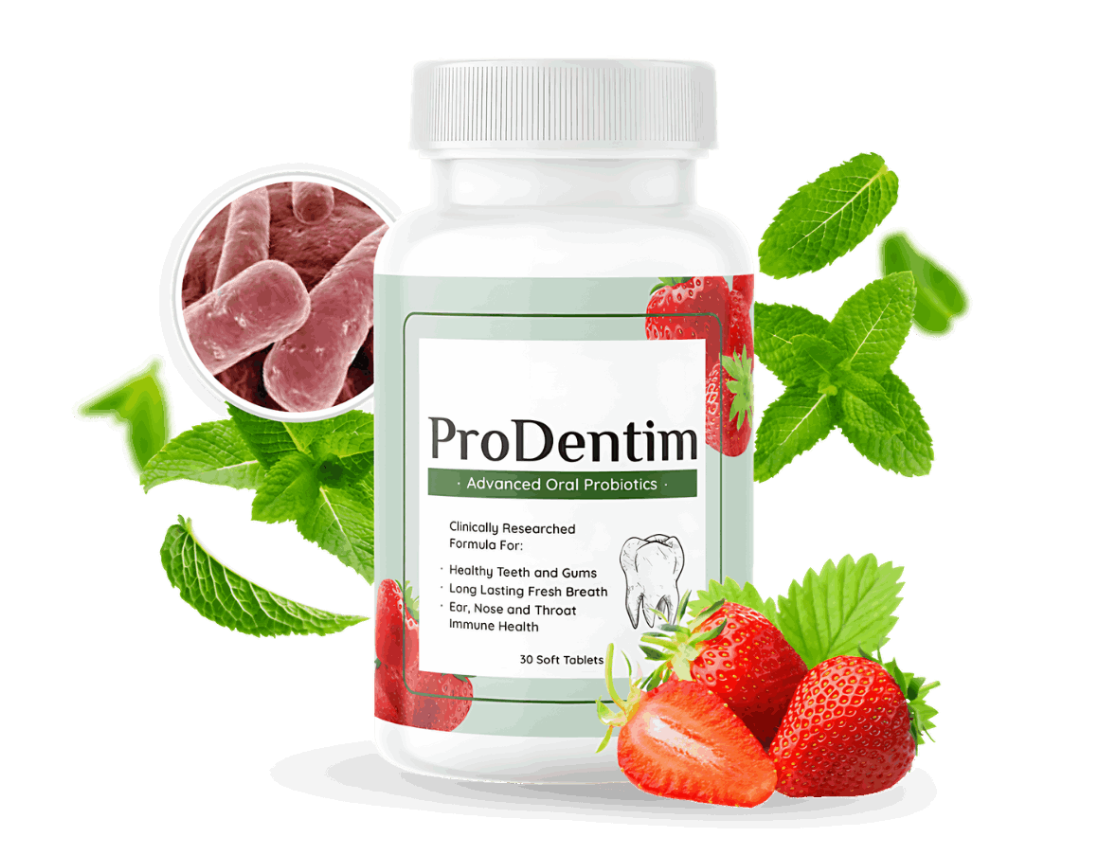 ProDentim
· Advanced Oral Probiotics ·
Clinically Researched
Formula For:
· Healthy Teeth and Gums
· Long Lasting Fresh Breath
· Ear, Nose and Throat
Immune Health
30 Soft Tablets